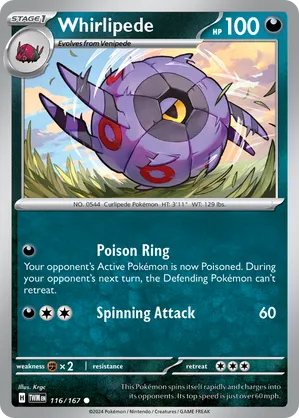 STAGE 1
Whirlipede
HP 100
Evolves from Venipede
NO. 0544 Curlipede Pokémon HT: 3'11" WT: 129 lbs.
Poison Ring
Your opponent's Active Pokémon is now Poisoned. During
your opponent's next turn, the Defending Pokémon can't
retreat.
Spinning Attack 60
weakness ×2 resistance retreat
Illus. Krgc
H TWM EN 116/167
This Pokémon spins itself rapidly and charges
into its opponents. Its top speed is just over 60 mph.
©2024 Pokémon / Nintendo / Creatures / GAME FREAK